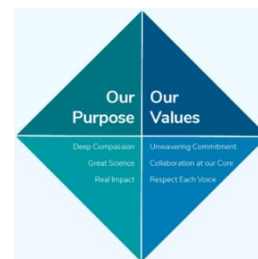 Our
Purpose
Deep Compassion
Great Science
Real Impact
Our
Values
Unwavering Commitment
Collaboration at our Core
Respect Each Voice